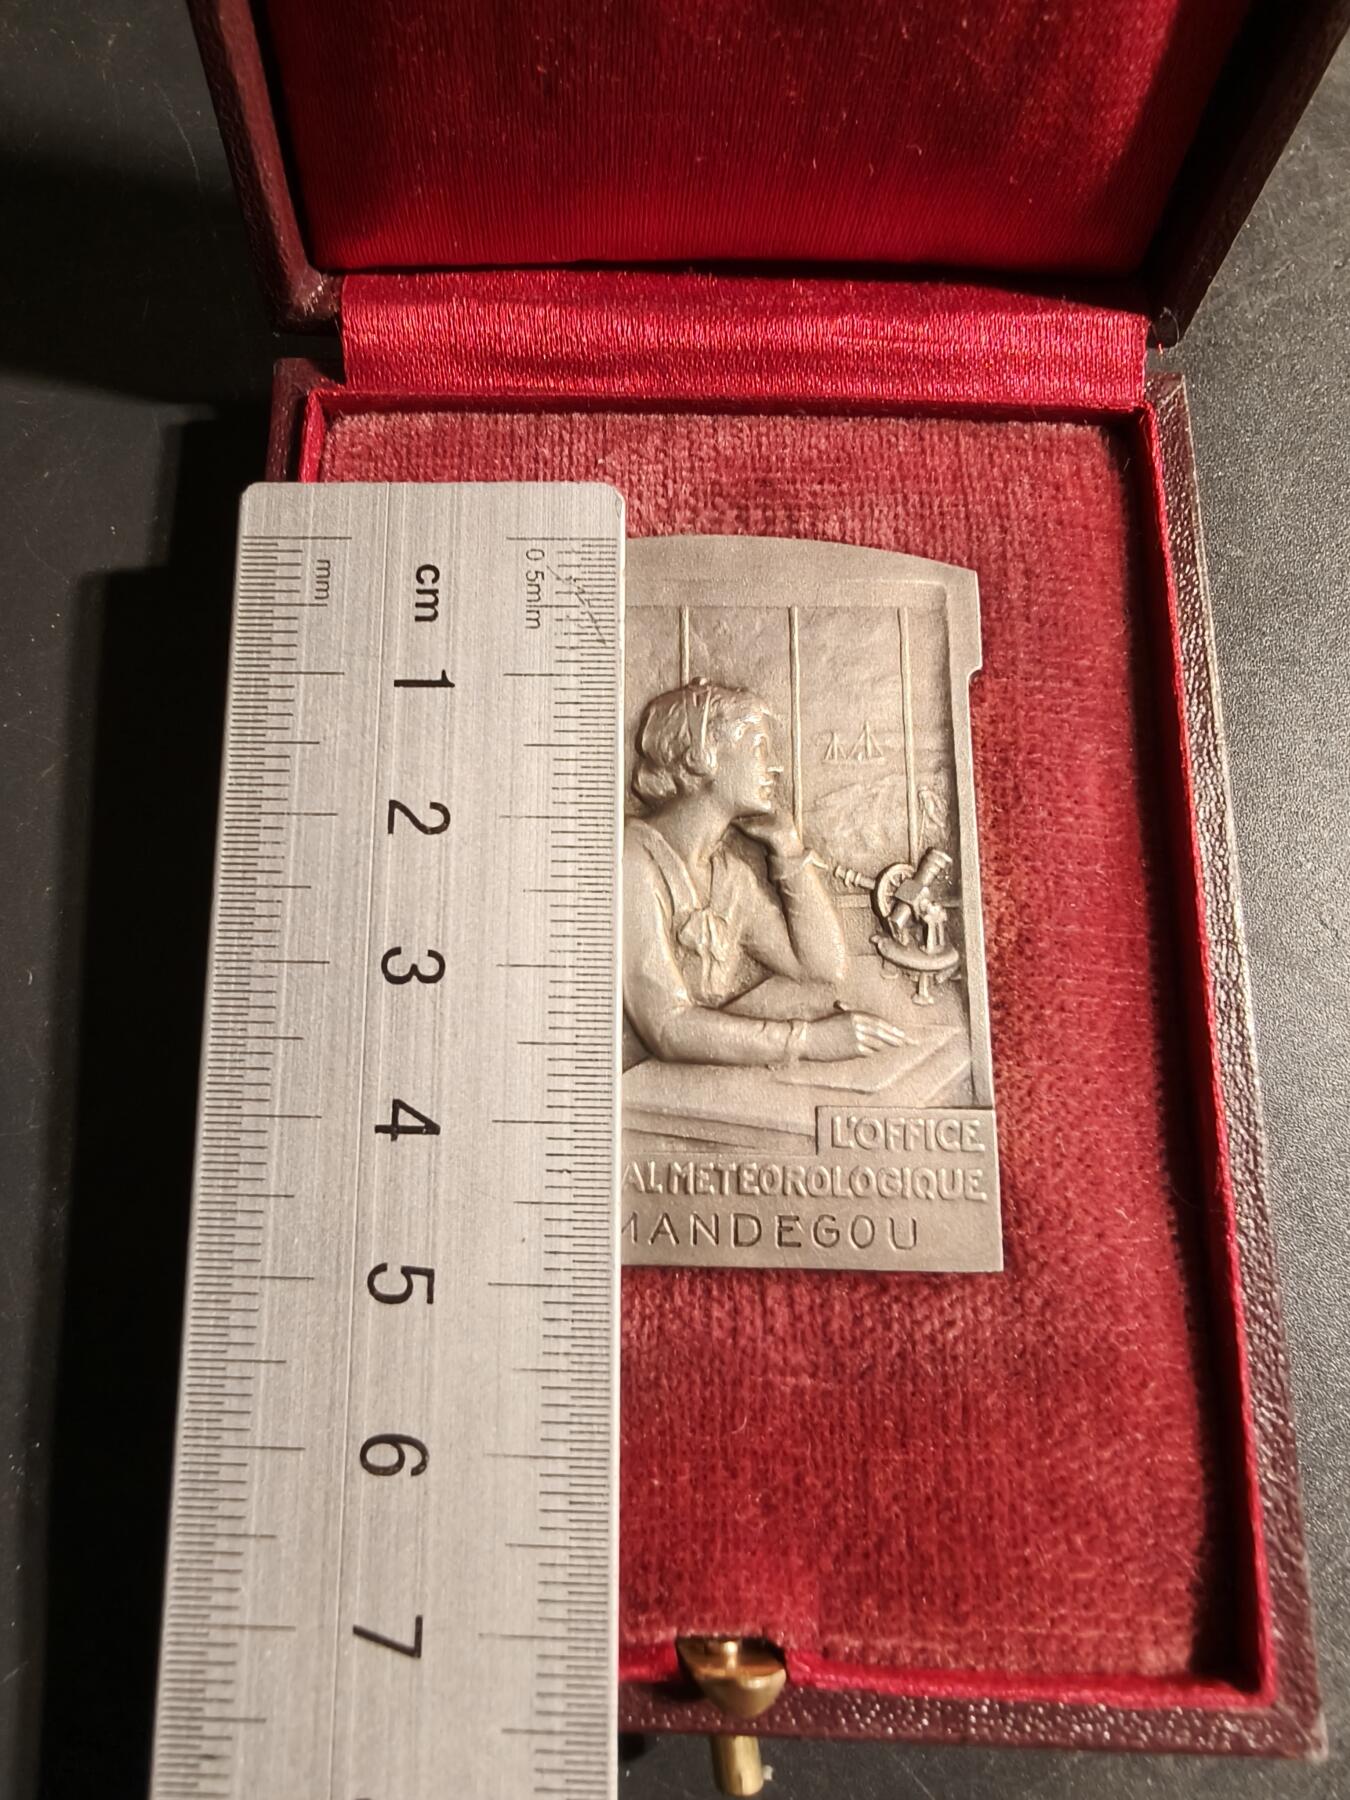 mm
cm
0.5mm
1
2
3
4
5
6
7
L'OFFICE
AL METEOROLOGIQUE
MANDEGOU